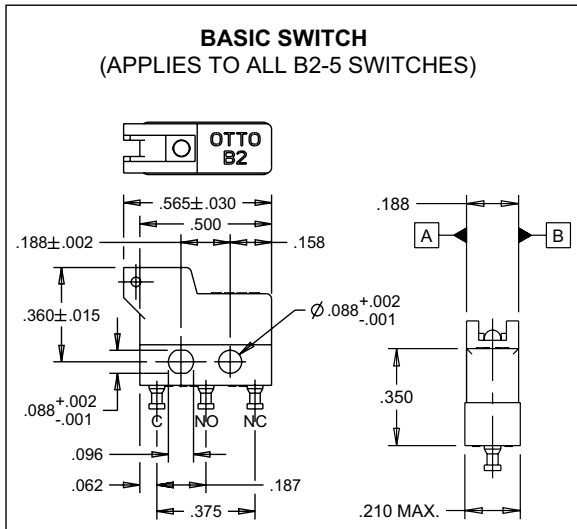 BASIC SWITCH
(APPLIES TO ALL B2-5 SWITCHES)
OTTO
B2
.565±.030
.500
.188
.188±.002
.158
A
B
.360±.015
Ø .088+.002
-.001
.088+.002
-.001
.350
C
NO
NC
.096
.062
.187
.375
.210 MAX.